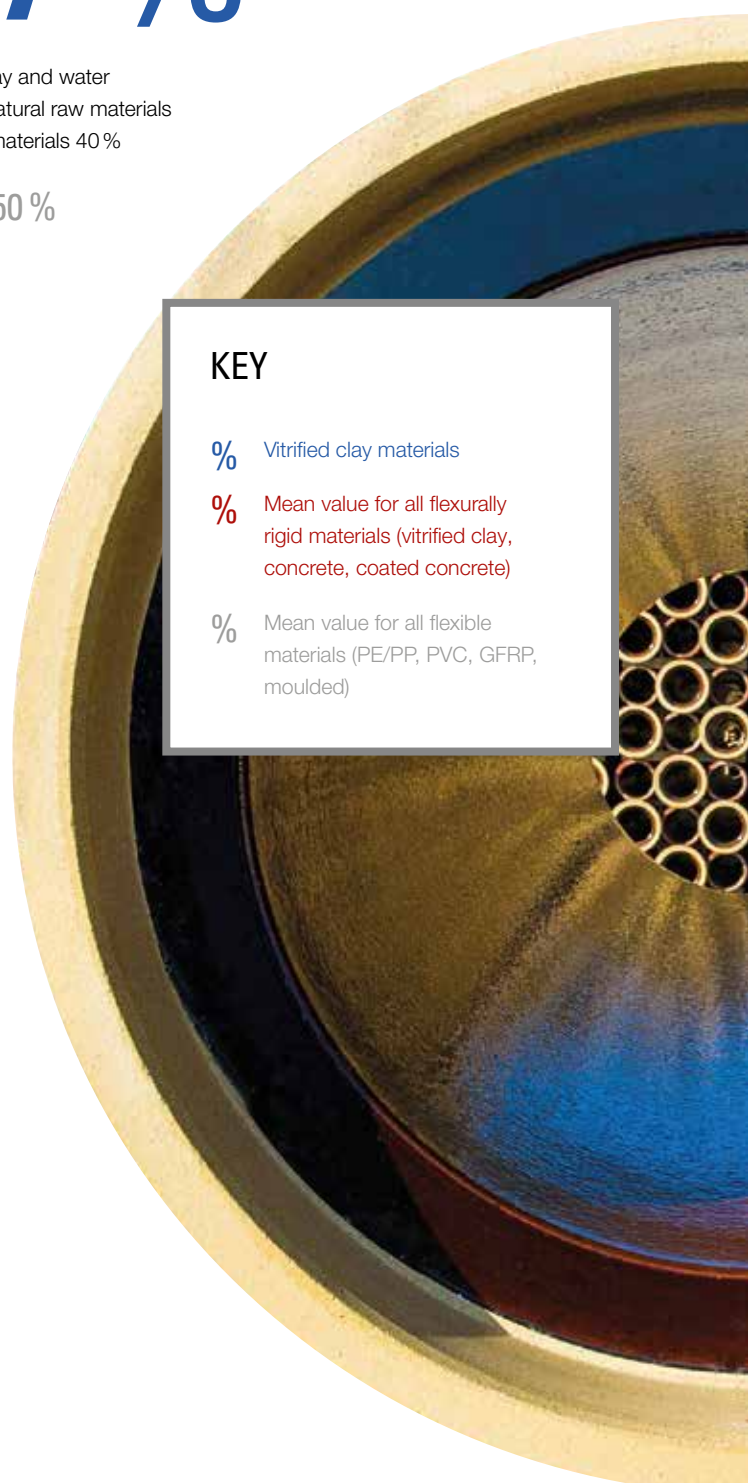 %
ay and water
atural raw materials
materials 40 %
50 %
KEY
% Vitrified clay materials
% Mean value for all flexurally
rigid materials (vitrified clay,
concrete, coated concrete)
% Mean value for all flexible
materials (PE/PP, PVC, GFRP,
moulded)